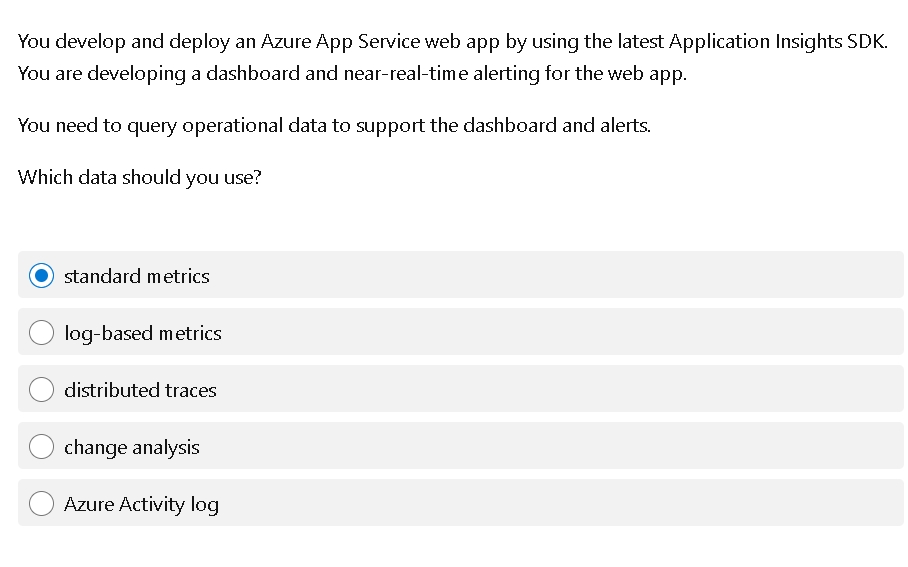 You develop and deploy an Azure App Service web app by using the latest Application Insights SDK.
You are developing a dashboard and near-real-time alerting for the web app.
You need to query operational data to support the dashboard and alerts.
Which data should you use?
standard metrics
log-based metrics
distributed traces
change analysis
Azure Activity log